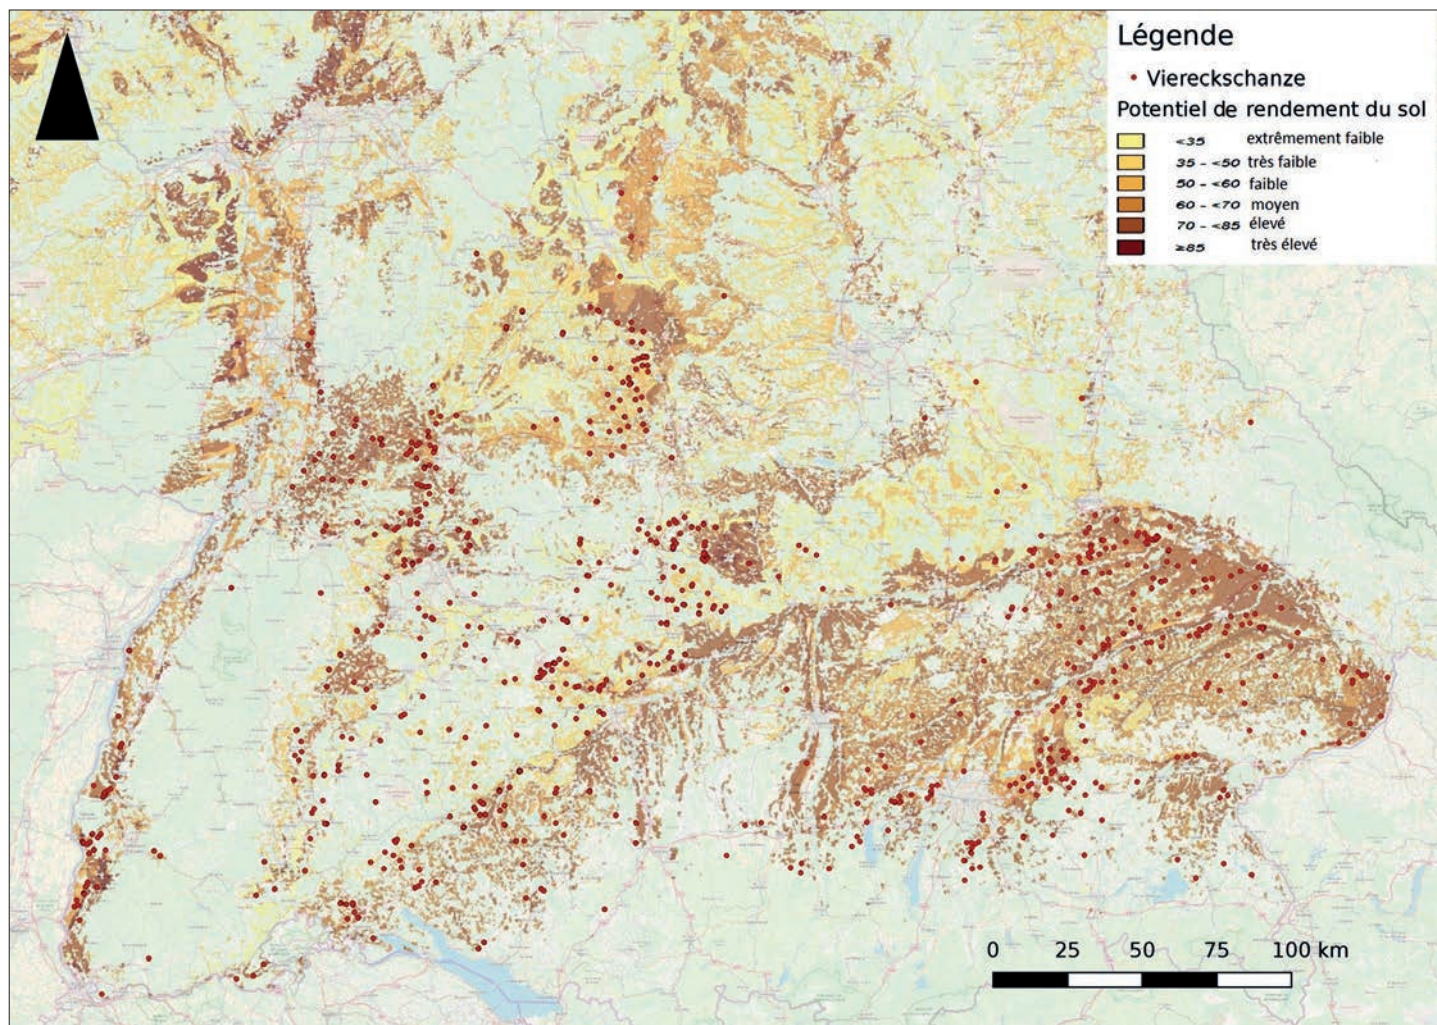 Légende
Viereckschanze
Potentiel de rendement du sol
<35 extrêmement faible
35 - <50 très faible
50 - <60 faible
60 - <70 moyen
70 - <85 élevé
≥85 très élevé
0 25 50 75 100 km